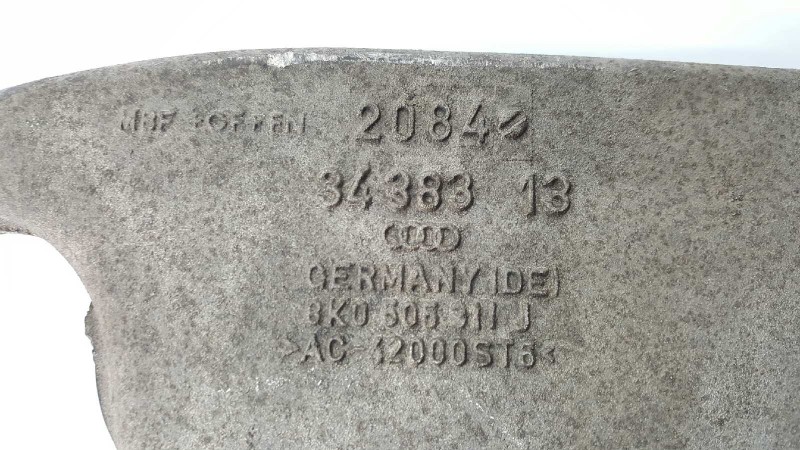 2084
34383 13
GERMANY (DE)
8K0 505 311 J
>AC-42000ST6<